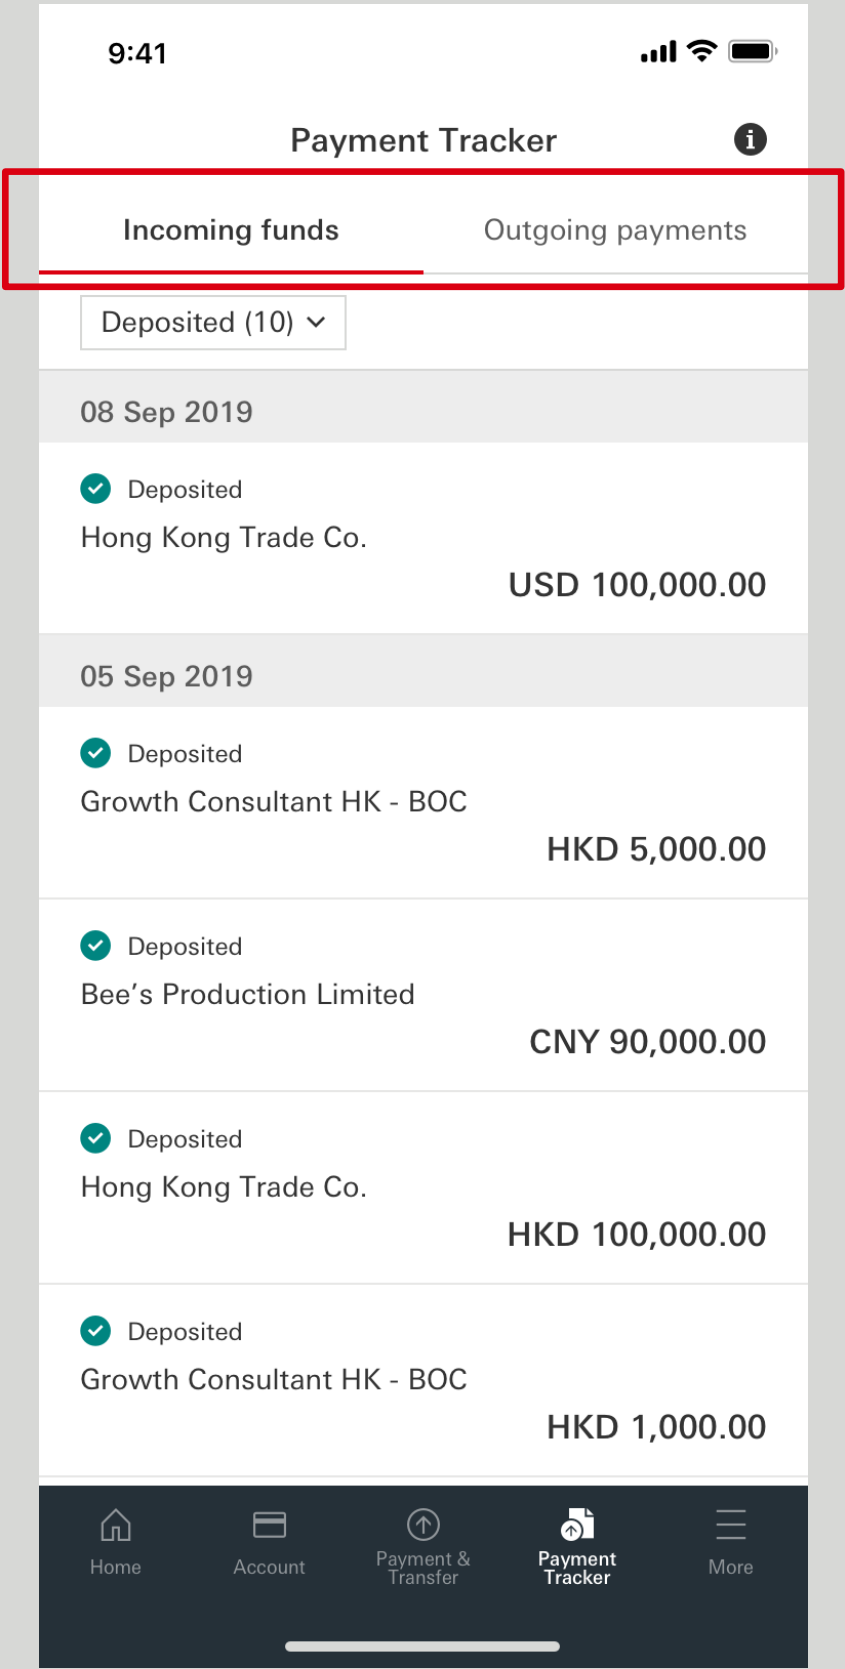 9:41
Payment Tracker
Incoming funds
Outgoing payments
Deposited (10)
08 Sep 2019
Deposited
Hong Kong Trade Co.
USD 100,000.00
05 Sep 2019
Deposited
Growth Consultant HK - BOC
HKD 5,000.00
Deposited
Bee’s Production Limited
CNY 90,000.00
Deposited
Hong Kong Trade Co.
HKD 100,000.00
Deposited
Growth Consultant HK - BOC
HKD 1,000.00
Home
Account
Payment &
Transfer
Payment
Tracker
More